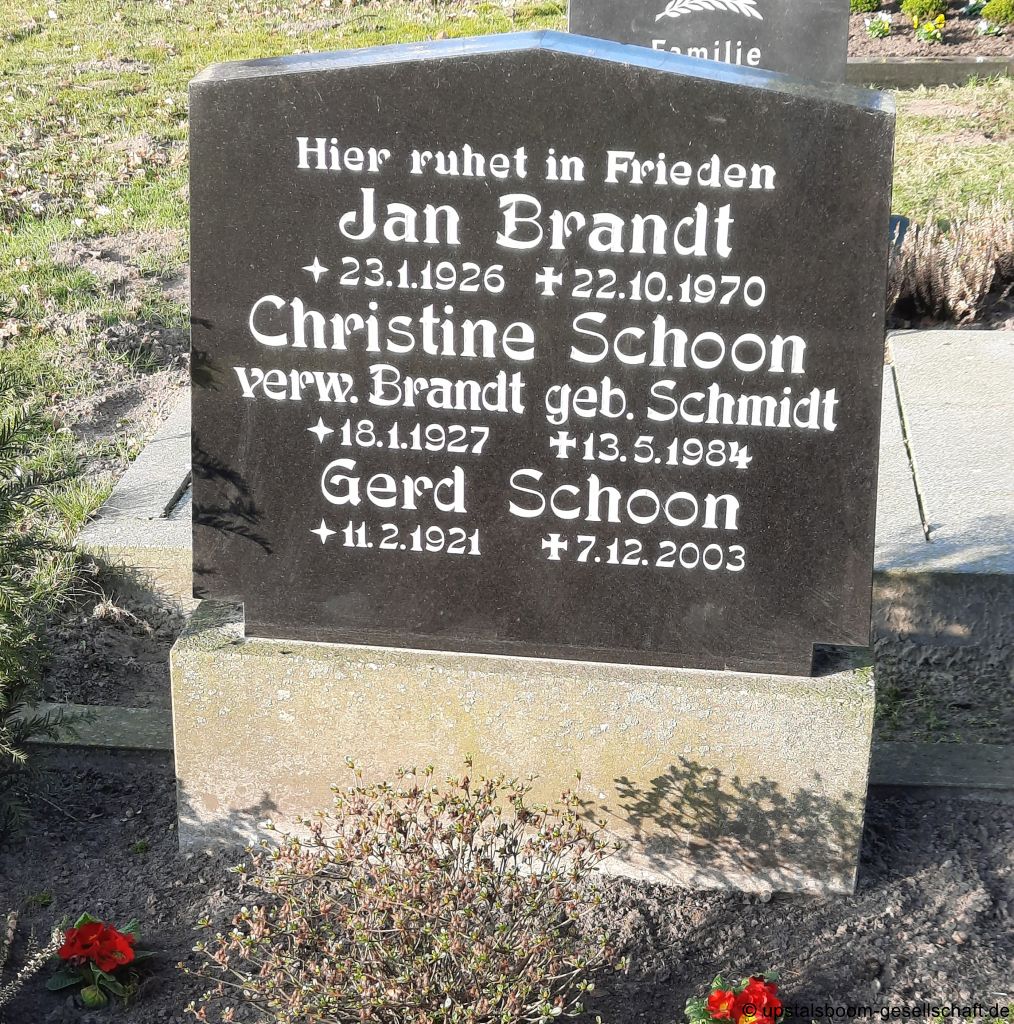 Familie
Hier ruhet in Frieden
Jan Brandt
✦ 23.1.1926 ✝ 22.10.1970
Christine Schoon
verw. Brandt geb. Schmidt
✦ 18.1.1927 ✝ 13.5.1984
Gerd Schoon
✦ 11.2.1921 ✝ 7.12.2003
© upstalsboom-gesellschaft.de